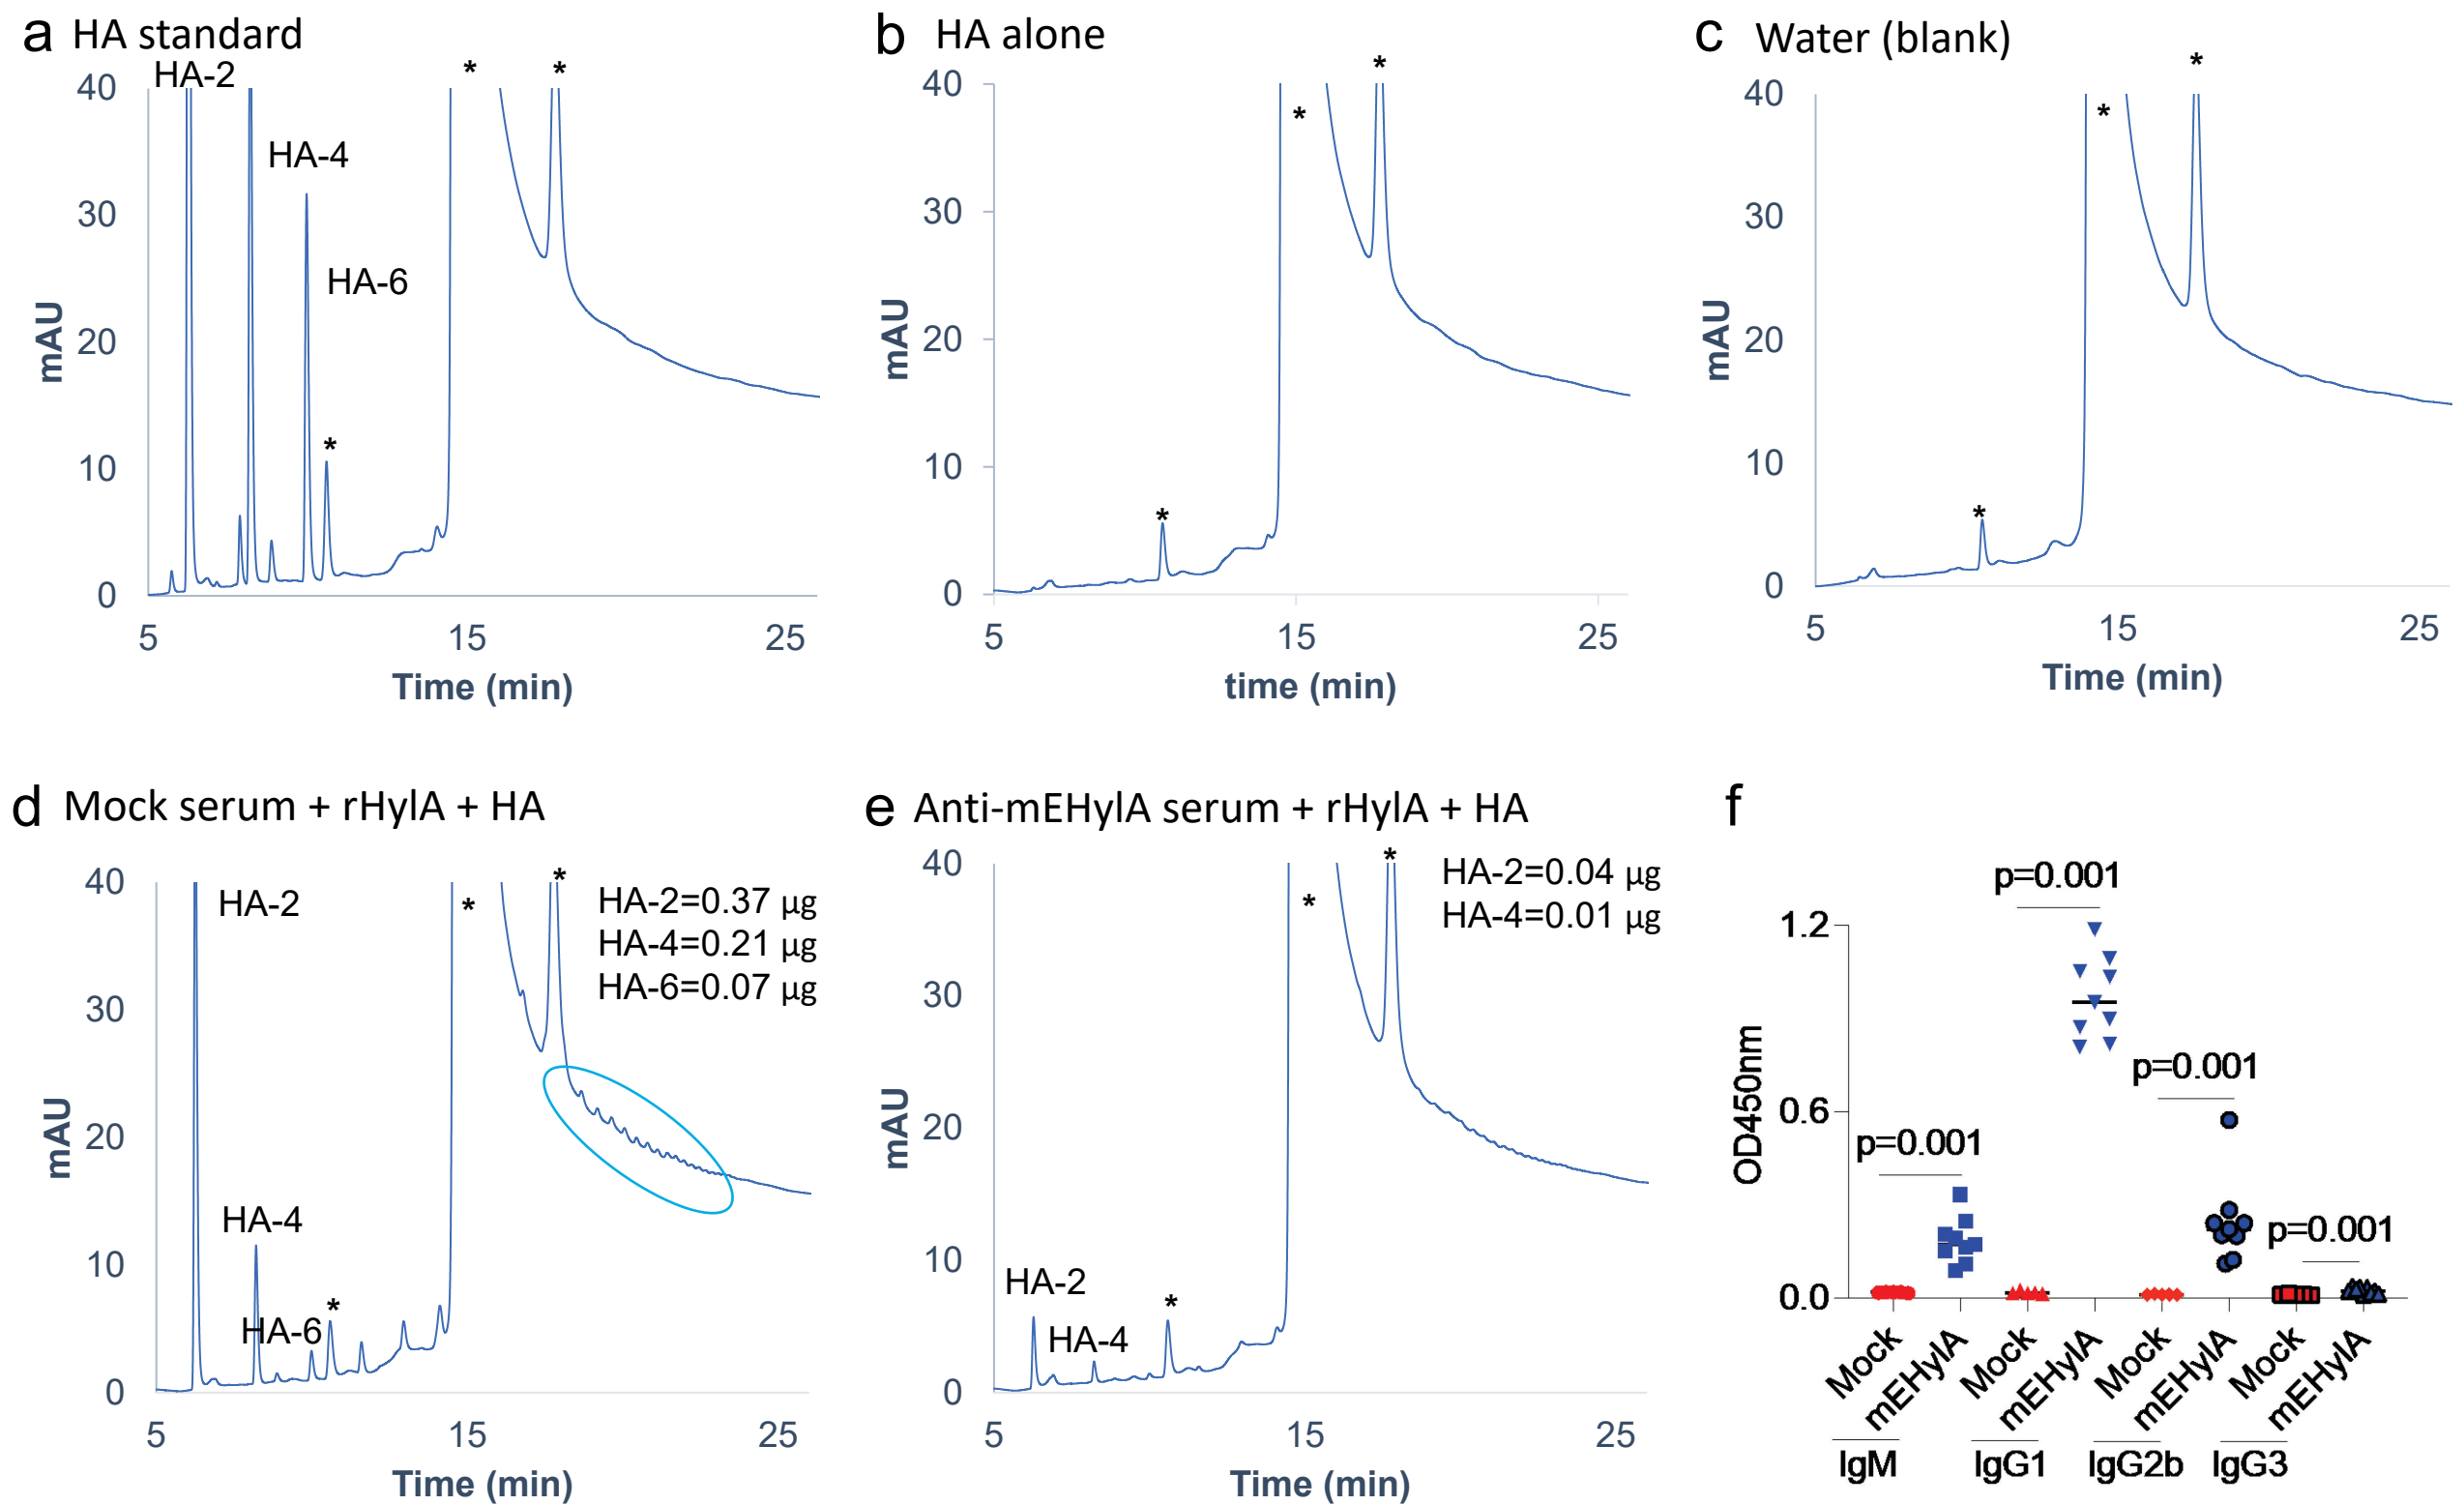 a HA standard
HA-2
*
*
40
HA-4
30
HA-6
20
*
10
0
mAU
5
15
25
Time (min)
b HA alone
*
*
40
30
20
10
*
0
mAU
5
15
25
time (min)
c Water (blank)
*
*
40
30
20
10
*
0
mAU
5
15
25
Time (min)
d Mock serum + rHylA + HA
40
*
*
HA-2
HA-2=0.37 µg
HA-4=0.21 µg
HA-6=0.07 µg
30
20
HA-4
10
HA-6
*
0
mAU
5
15
25
Time (min)
e Anti-mEHylA serum + rHylA + HA
40
*
*
HA-2=0.04 µg
HA-4=0.01 µg
30
20
10
HA-2
HA-4
*
0
mAU
5
15
25
Time (min)
f
p=0.001
1.2
p=0.001
0.6
p=0.001
p=0.001
0.0
OD450nm
Mock
mEHylA
Mock
mEHylA
Mock
mEHylA
Mock
mEHylA
IgM
IgG1
IgG2b
IgG3